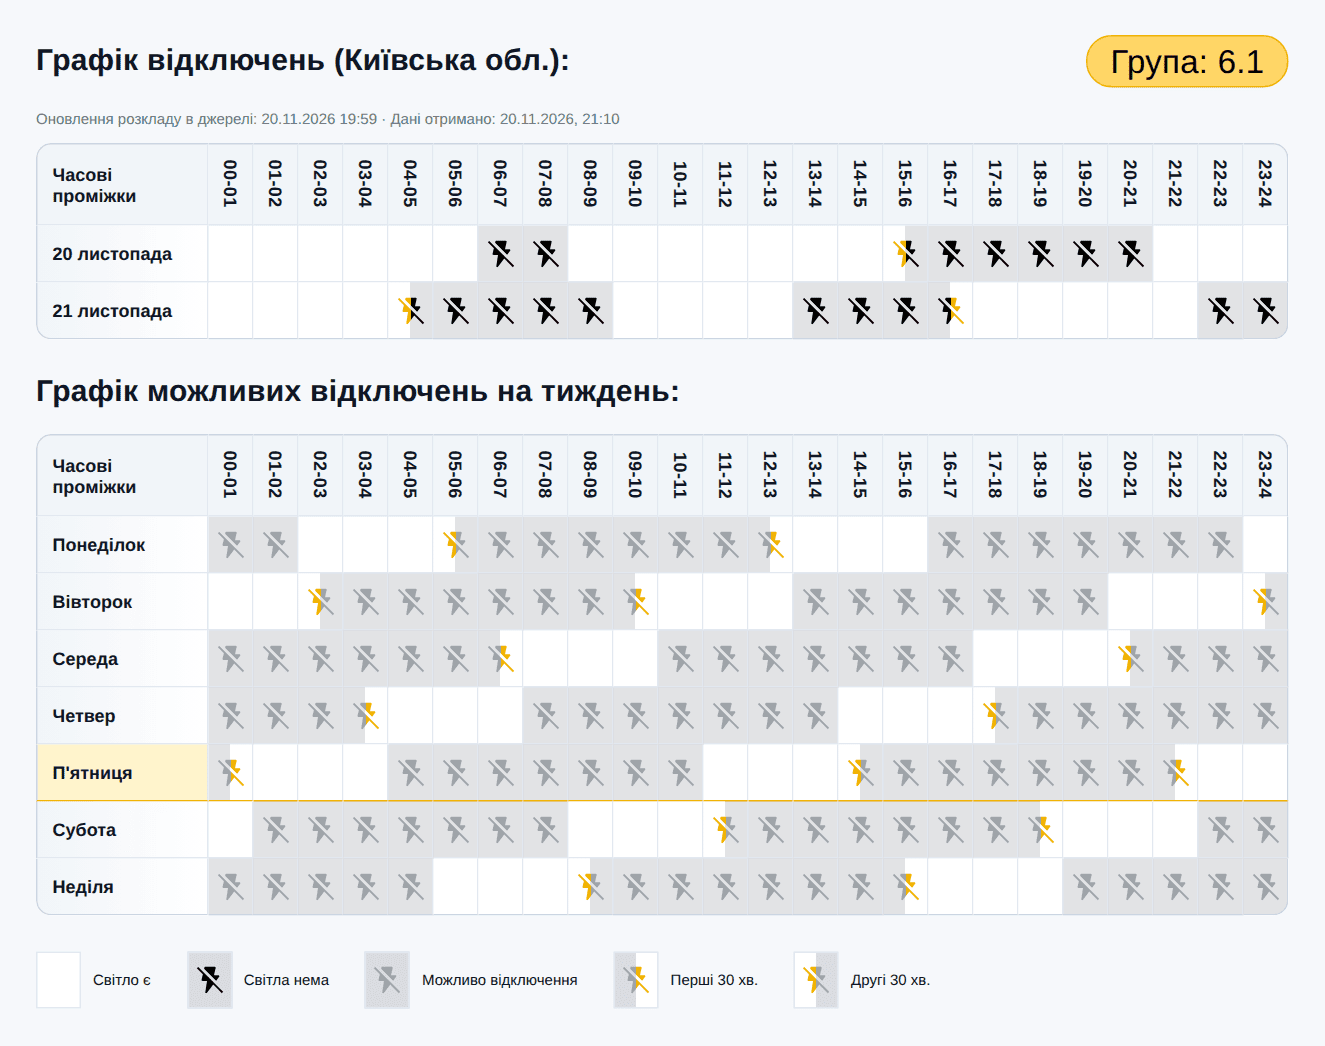 Графік відключень (Київська обл.):
Група: 6.1
Оновлення розкладу в джерелі: 20.11.2026 19:59 · Дані отримано: 20.11.2026, 21:10
Часові
проміжки
00-01 01-02 02-03 03-04 04-05 05-06 06-07 07-08 08-09 09-10 10-11 11-12 12-13 13-14 14-15 15-16 16-17 17-18 18-19 19-20 20-21 21-22 22-23 23-24
20 листопада
21 листопада
Графік можливих відключень на тиждень:
Часові
проміжки
00-01 01-02 02-03 03-04 04-05 05-06 06-07 07-08 08-09 09-10 10-11 11-12 12-13 13-14 14-15 15-16 16-17 17-18 18-19 19-20 20-21 21-22 22-23 23-24
Понеділок
Вівторок
Середа
Четвер
П'ятниця
Субота
Неділя
Світло є
Світла нема
Можливо відключення
Перші 30 хв.
Другі 30 хв.